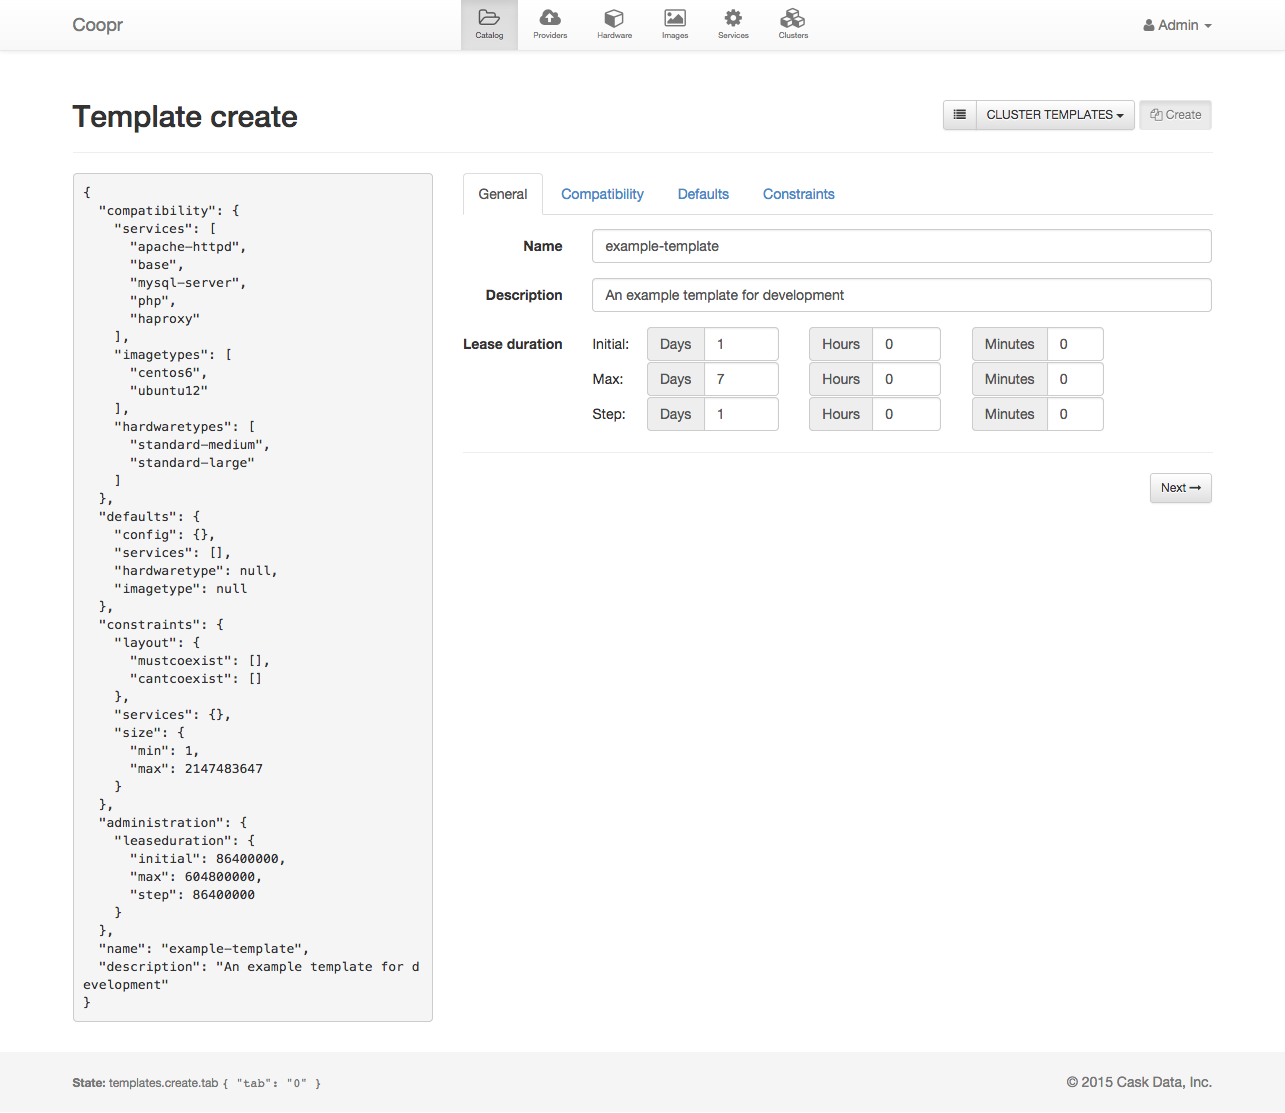 Coopr
Catalog
Providers
Hardware
Images
Services
Clusters
Admin
Template create
CLUSTER TEMPLATES
Create
{
  "compatibility": {
    "services": [
      "apache-httpd",
      "base",
      "mysql-server",
      "php",
      "haproxy"
    ],
    "imagetypes": [
      "centos6",
      "ubuntu12"
    ],
    "hardwaretypes": [
      "standard-medium",
      "standard-large"
    ]
  },
  "defaults": {
    "config": {},
    "services": [],
    "hardwaretype": null,
    "imagetype": null
  },
  "constraints": {
    "layout": {
      "mustcoexist": [],
      "cantcoexist": []
    },
    "services": {},
    "size": {
      "min": 1,
      "max": 2147483647
    }
  },
  "administration": {
    "leaseduration": {
      "initial": 86400000,
      "max": 604800000,
      "step": 86400000
    }
  },
  "name": "example-template",
  "description": "An example template for d
evelopment"
}
General
Compatibility
Defaults
Constraints
Name example-template
Description An example template for development
Lease duration Initial: Days 1 Hours 0 Minutes 0
Max: Days 7 Hours 0 Minutes 0
Step: Days 1 Hours 0 Minutes 0
Next →
State: templates.create.tab { "tab": "0" }
© 2015 Cask Data, Inc.